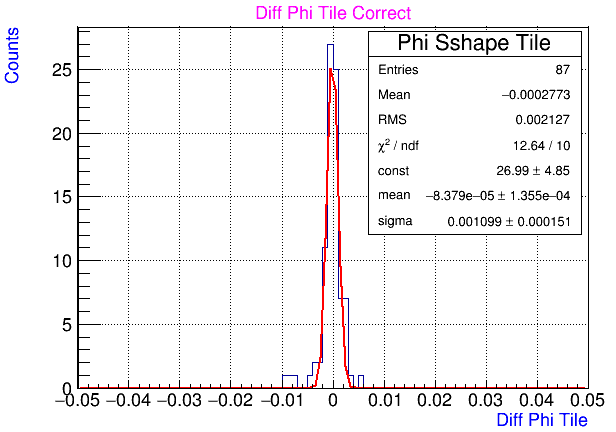 Diff Phi Tile Correct
Counts
Phi Sshape Tile
Entries 87
Mean −0.0002773
RMS 0.002127
χ² / ndf 12.64 / 10
const 26.99 ± 4.85
mean −8.379e−05 ± 1.355e−04
sigma 0.001099 ± 0.000151
25
20
15
10
5
0
−0.05 −0.04 −0.03 −0.02 −0.01 0 0.01 0.02 0.03 0.04 0.05
Diff Phi Tile